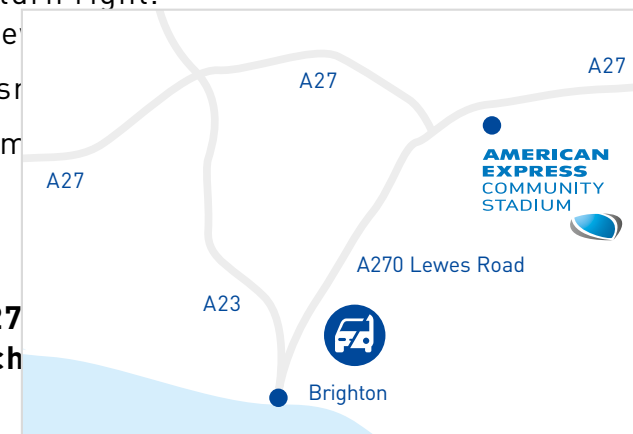 A27
A27
A27
AMERICAN
EXPRESS
COMMUNITY
STADIUM
A270 Lewes Road
A23
Brighton